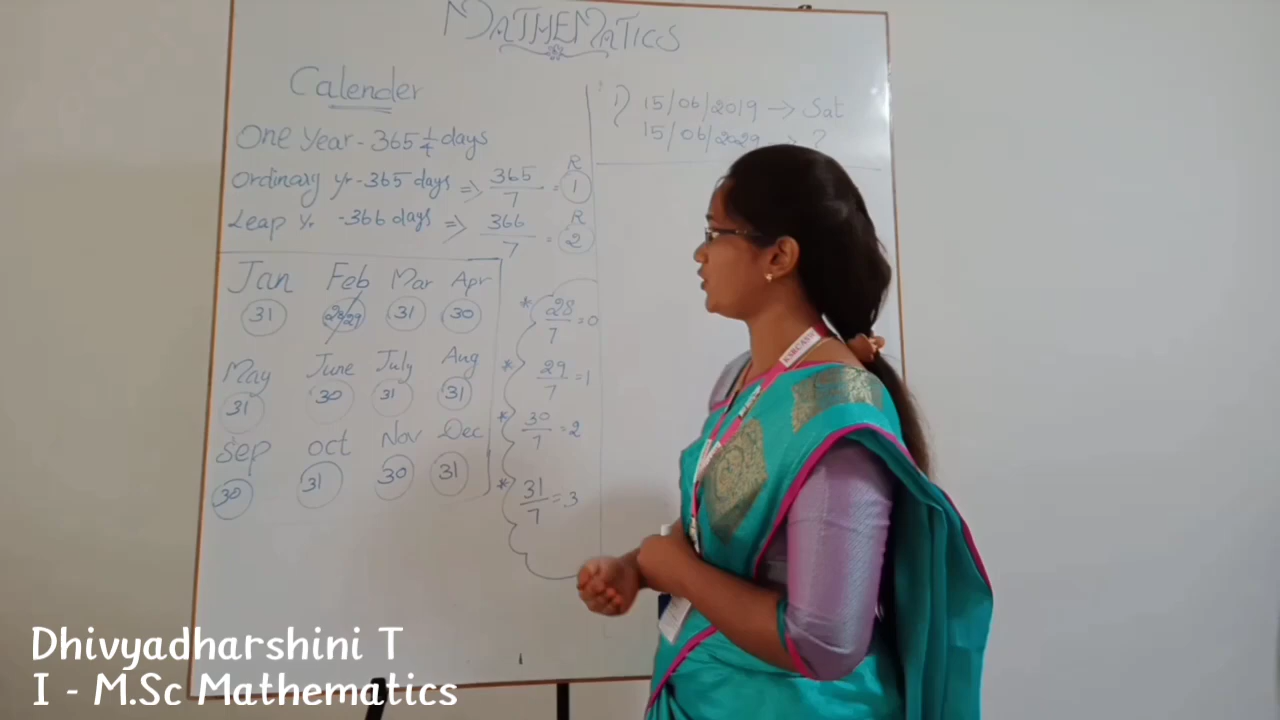 MATHEMATICS
Calender
One Year - 365 1/4 days
Ordinary yr - 365 days => 365/7 = 1 R
Leap Yr - 366 days => 366/7 = 2 R
Jan Feb Mar Apr
31 28/29 31 30
May June July Aug
31 30 31 31
Sep Oct Nov Dec
30 31 30 31
* 28/7 = 0
* 29/7 = 1
* 30/7 = 2
* 31/7 = 3
1) 15/06/2019 → Sat
15/06/2029 → ?
KSRCASW
Dhivyadharshini T
I - M.Sc Mathematics